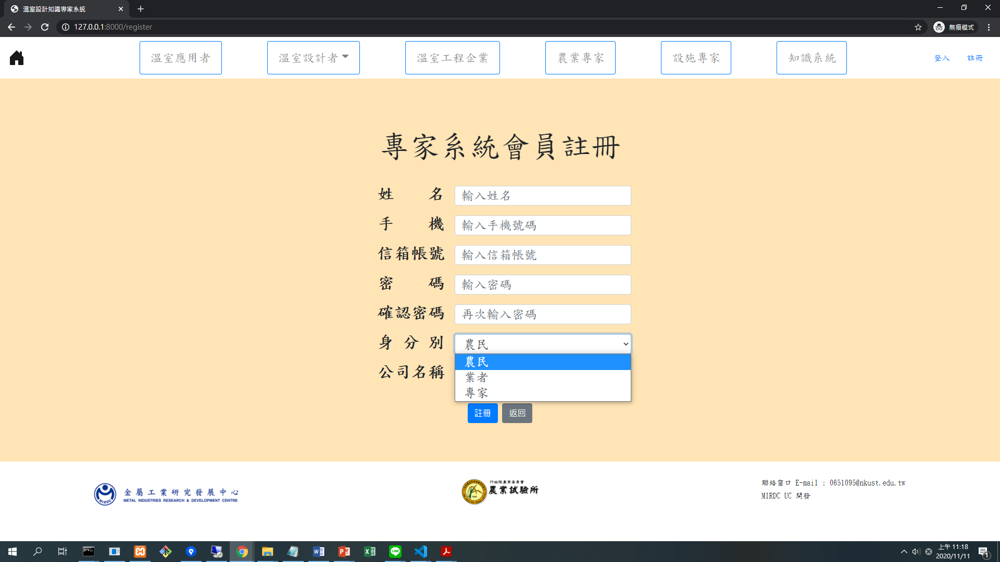 溫室設計知識專家系統
127.0.0.1:8000/register
無痕模式
溫室應用者 溫室設計者 溫室工程企業 農業專家 設施專家 知識系統 登入 註冊
專家系統會員註冊
姓名 輸入姓名
手機 輸入手機號碼
信箱帳號 輸入信箱帳號
密碼 輸入密碼
確認密碼 再次輸入密碼
身分別 農民
農民
業者
專家
公司名稱
註冊 返回
MIRDC
金屬工業研究發展中心
METAL INDUSTRIES RESEARCH & DEVELOPMENT CENTRE
行政院農業委員會
農業試驗所
聯絡窗口 E-mail : 0651095@nkust.edu.tw
MIRDC UC 開發
上午 11:18
2020/11/11
1